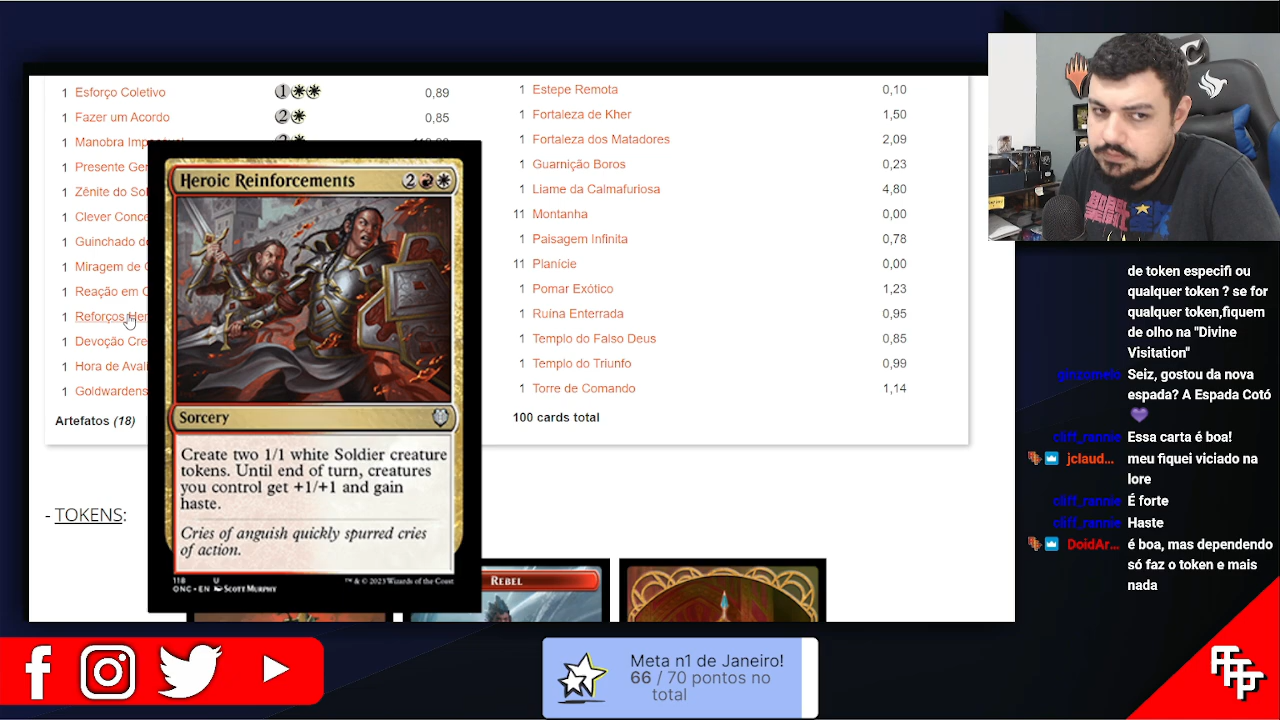 1 Esforço Coletivo 1 0,89
1 Fazer um Acordo 2 0,85
1 Manobra
1 Presente
1 Zênite do
1 Clever
1 Guinchado
1 Miragem de
1 Reação em
1 Reforços
1 Devoção
1 Hora de
1 Goldwardens
Artefatos (18)
1 Estepe Remota 0,10
1 Fortaleza de Kher 1,50
1 Fortaleza dos Matadores 2,09
1 Guarnição Boros 0,23
1 Liame da Calmafuriosa 4,80
11 Montanha 0,00
1 Paisagem Infinita 0,78
11 Planície 0,00
1 Pomar Exótico 1,23
1 Ruína Enterrada 0,95
1 Templo do Falso Deus 0,85
1 Templo do Triunfo 0,99
1 Torre de Comando 1,14
100 cards total
Heroic Reinforcements 2
Sorcery
Create two 1/1 white Soldier creature
tokens. Until end of turn, creatures
you control get +1/+1 and gain
haste.
Cries of anguish quickly spurred cries
of action.
118 U
ONC • EN Scott Murphy
™ & © 2023 Wizards of the Coast
- TOKENS:
Rebel
de token especifi ou
qualquer token ? se for
qualquer token,fiquem
de olho na "Divine
Visitation"
ginzomelo Seiz, gostou da nova
espada? A Espada Cotó
cliff_rannie Essa carta é boa!
jclaud... meu fiquei viciado na
lore
cliff_rannie É forte
cliff_rannie Haste
DoidAr... é boa, mas dependendo
só faz o token e mais
nada
Meta n1 de Janeiro!
66 / 70 pontos no
total